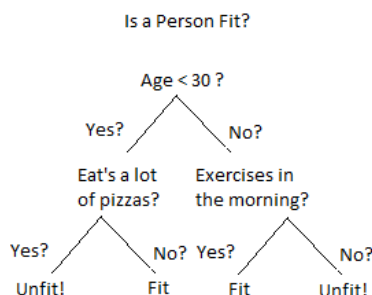 Is a Person Fit?
Age < 30 ?
Yes?
No?
Eat's a lot
of pizzas?
Exercises in
the morning?
Yes?
No?
Yes?
No?
Unfit!
Fit
Fit
Unfit!